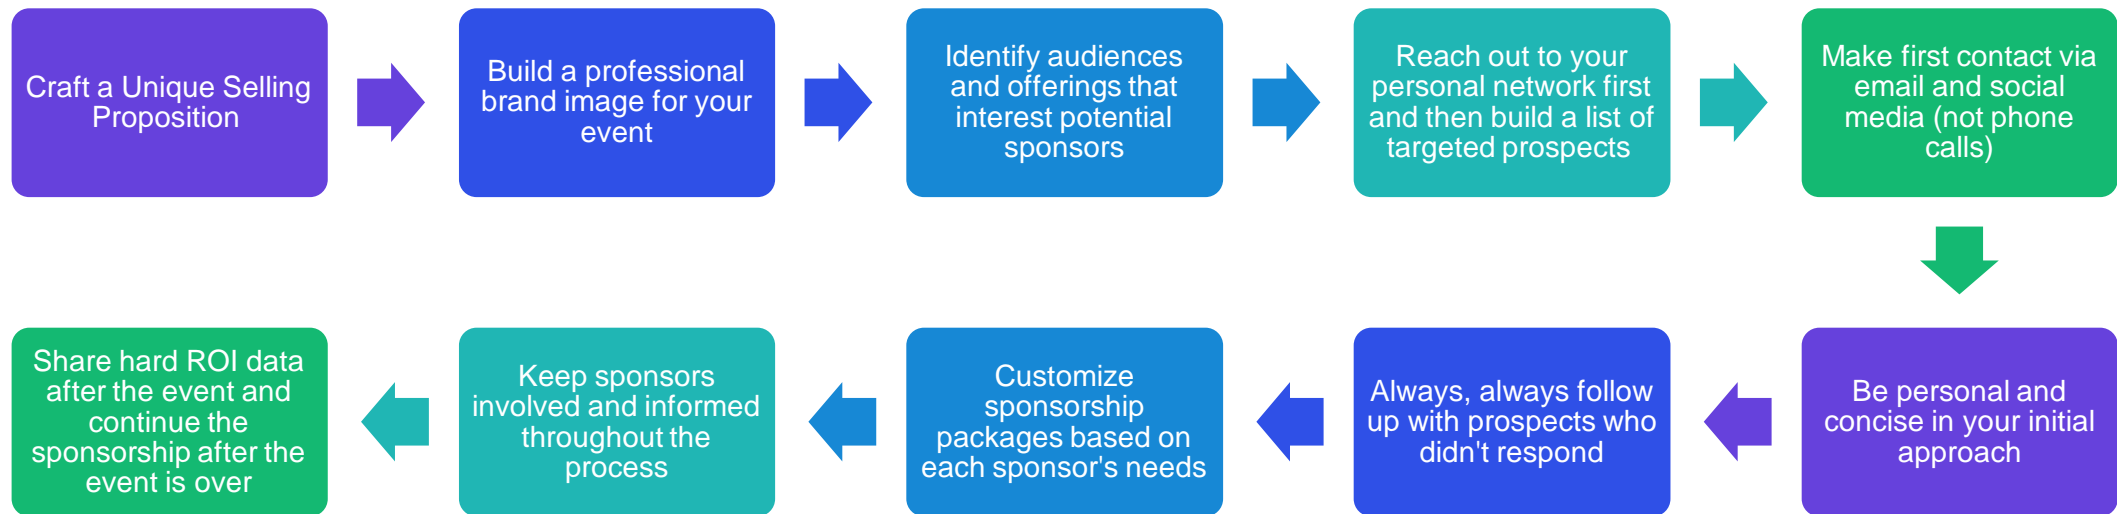 Craft a Unique Selling
Proposition
Build a professional
brand image for your
event
Identify audiences
and offerings that
interest potential
sponsors
Reach out to your
personal network first
and then build a list of
targeted prospects
Make first contact via
email and social
media (not phone
calls)
Be personal and
concise in your initial
approach
Always, always follow
up with prospects who
didn't respond
Customize
sponsorship
packages based on
each sponsor's needs
Keep sponsors
involved and informed
throughout the
process
Share hard ROI data
after the event and
continue the
sponsorship after the
event is over